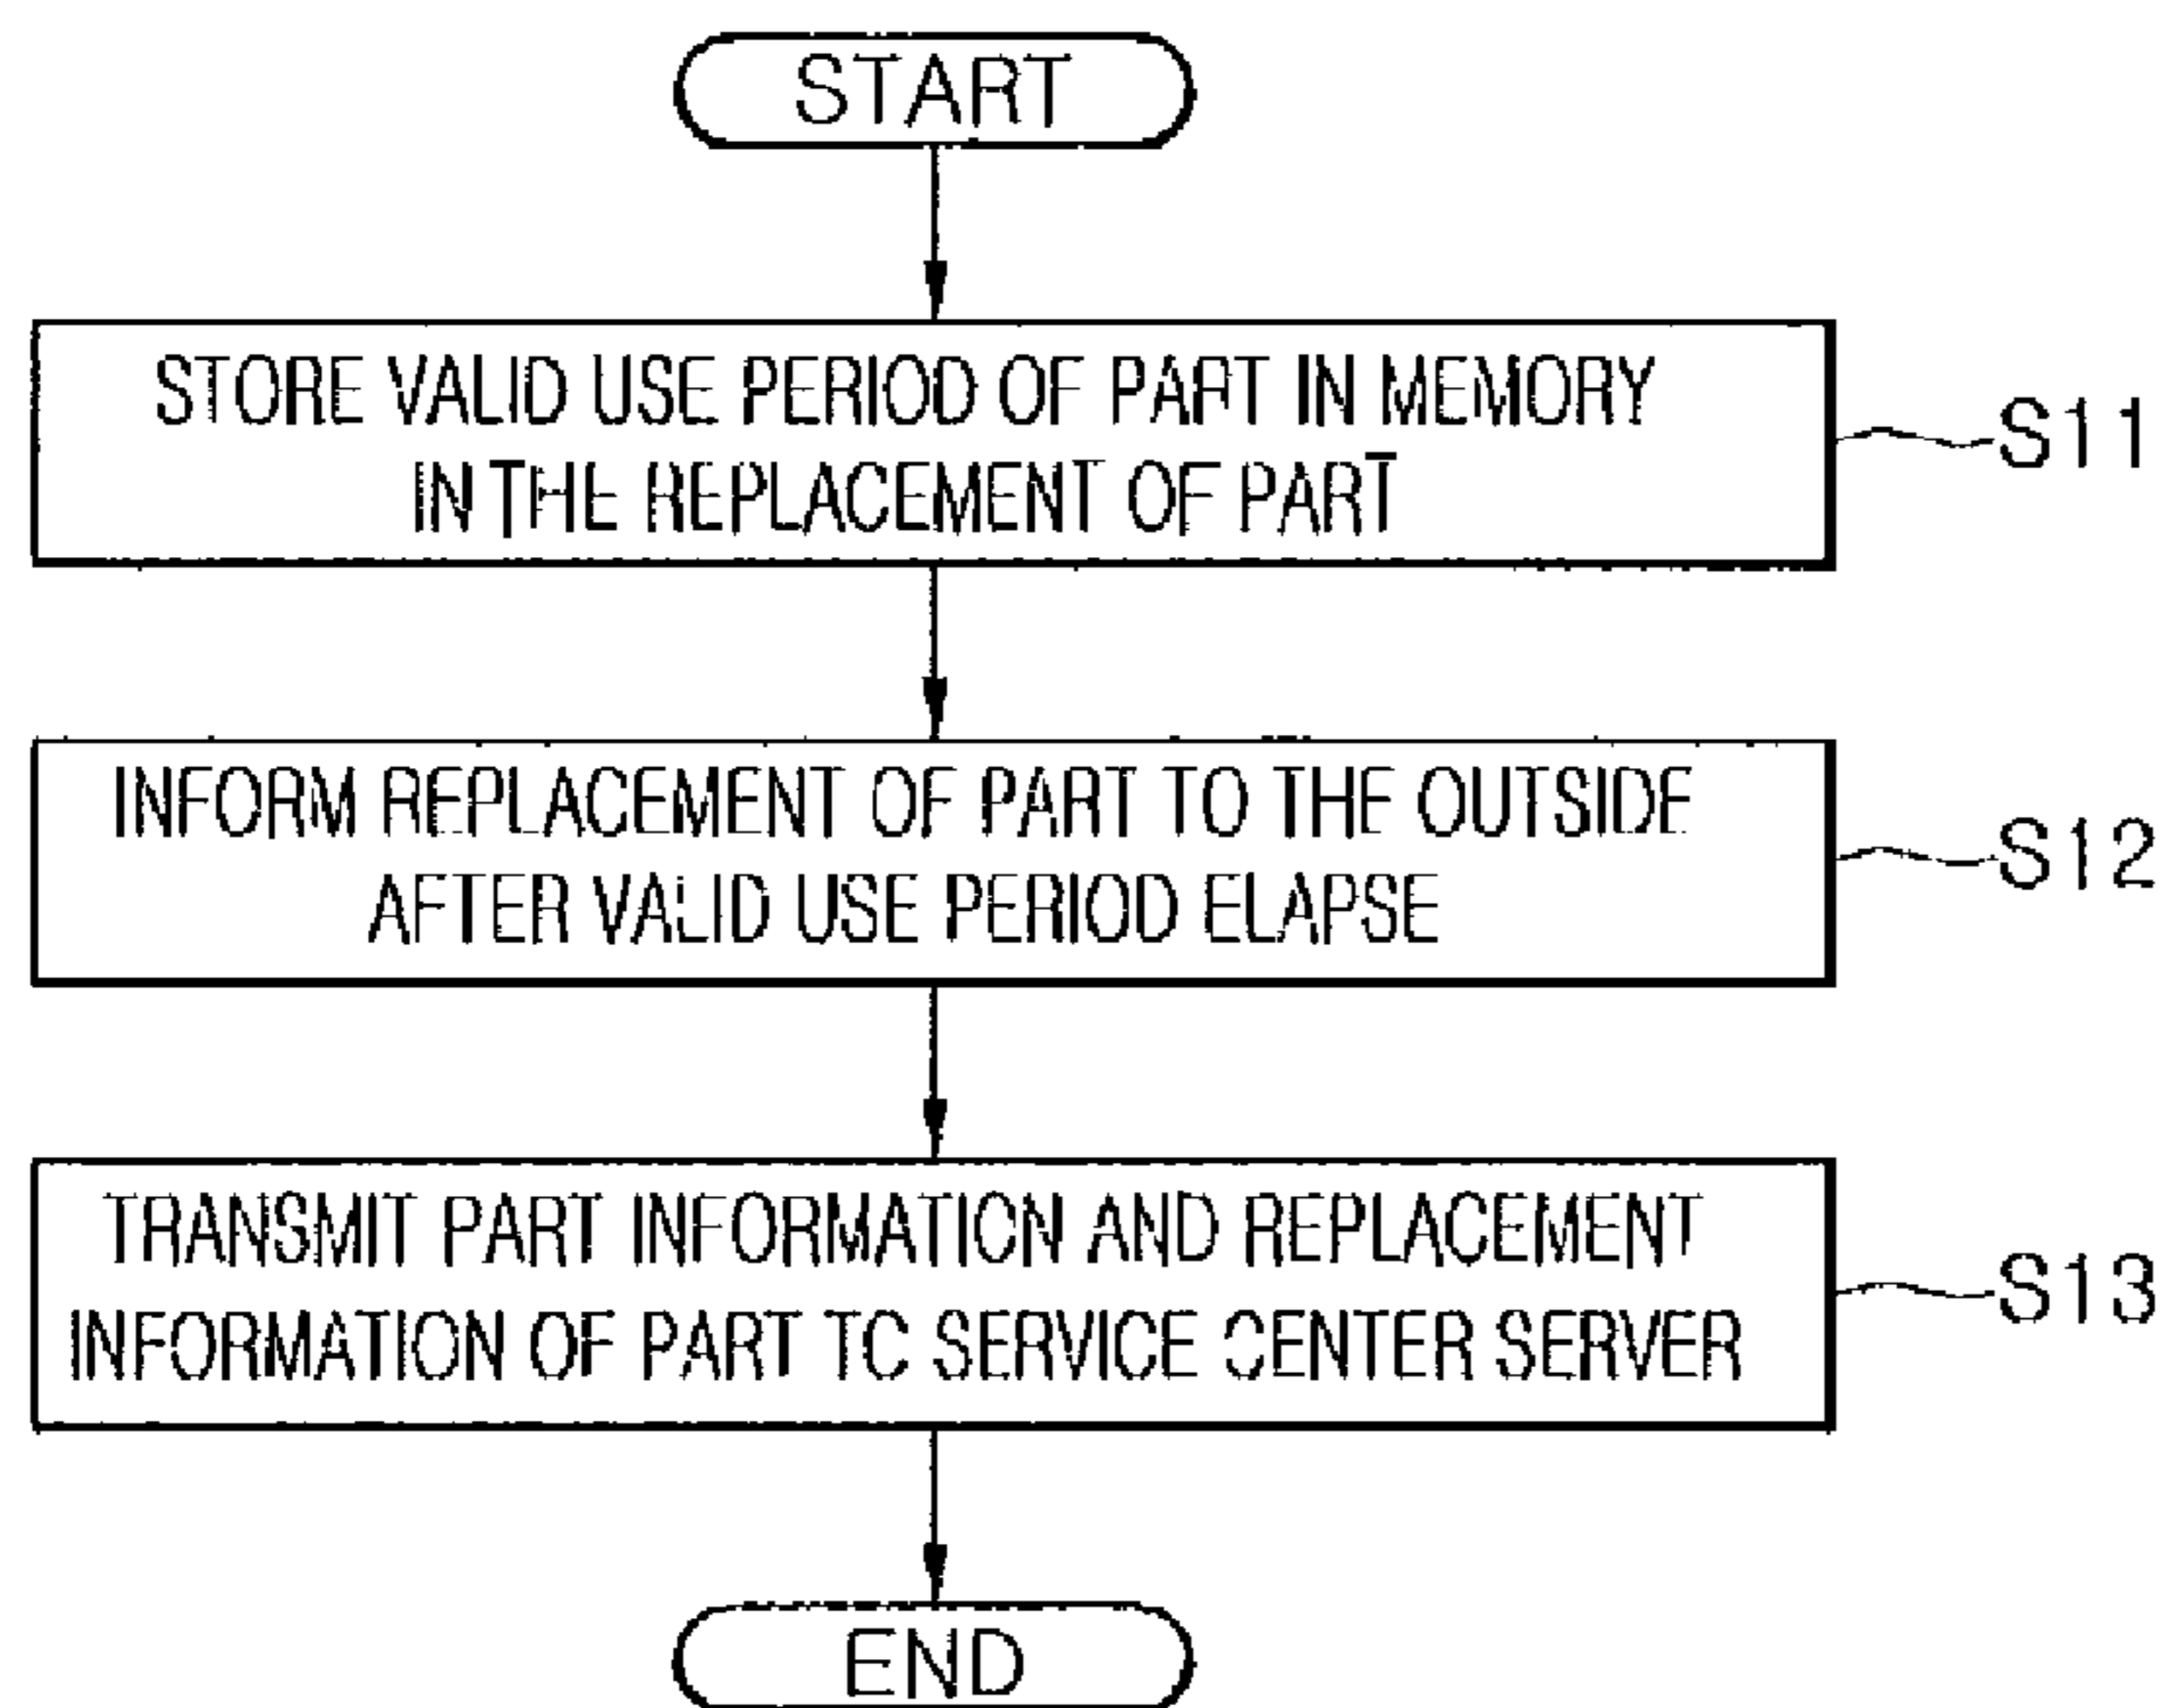 START
STORE VALID USE PERIOD OF PART IN MEMORY
IN THE REPLACEMENT OF PART
S11
INFORM REPLACEMENT OF PART TO THE OUTSIDE
AFTER VALID USE PERIOD ELAPSE
S12
TRANSMIT PART INFORMATION AND REPLACEMENT
INFORMATION OF PART TO SERVICE CENTER SERVER
S13
END